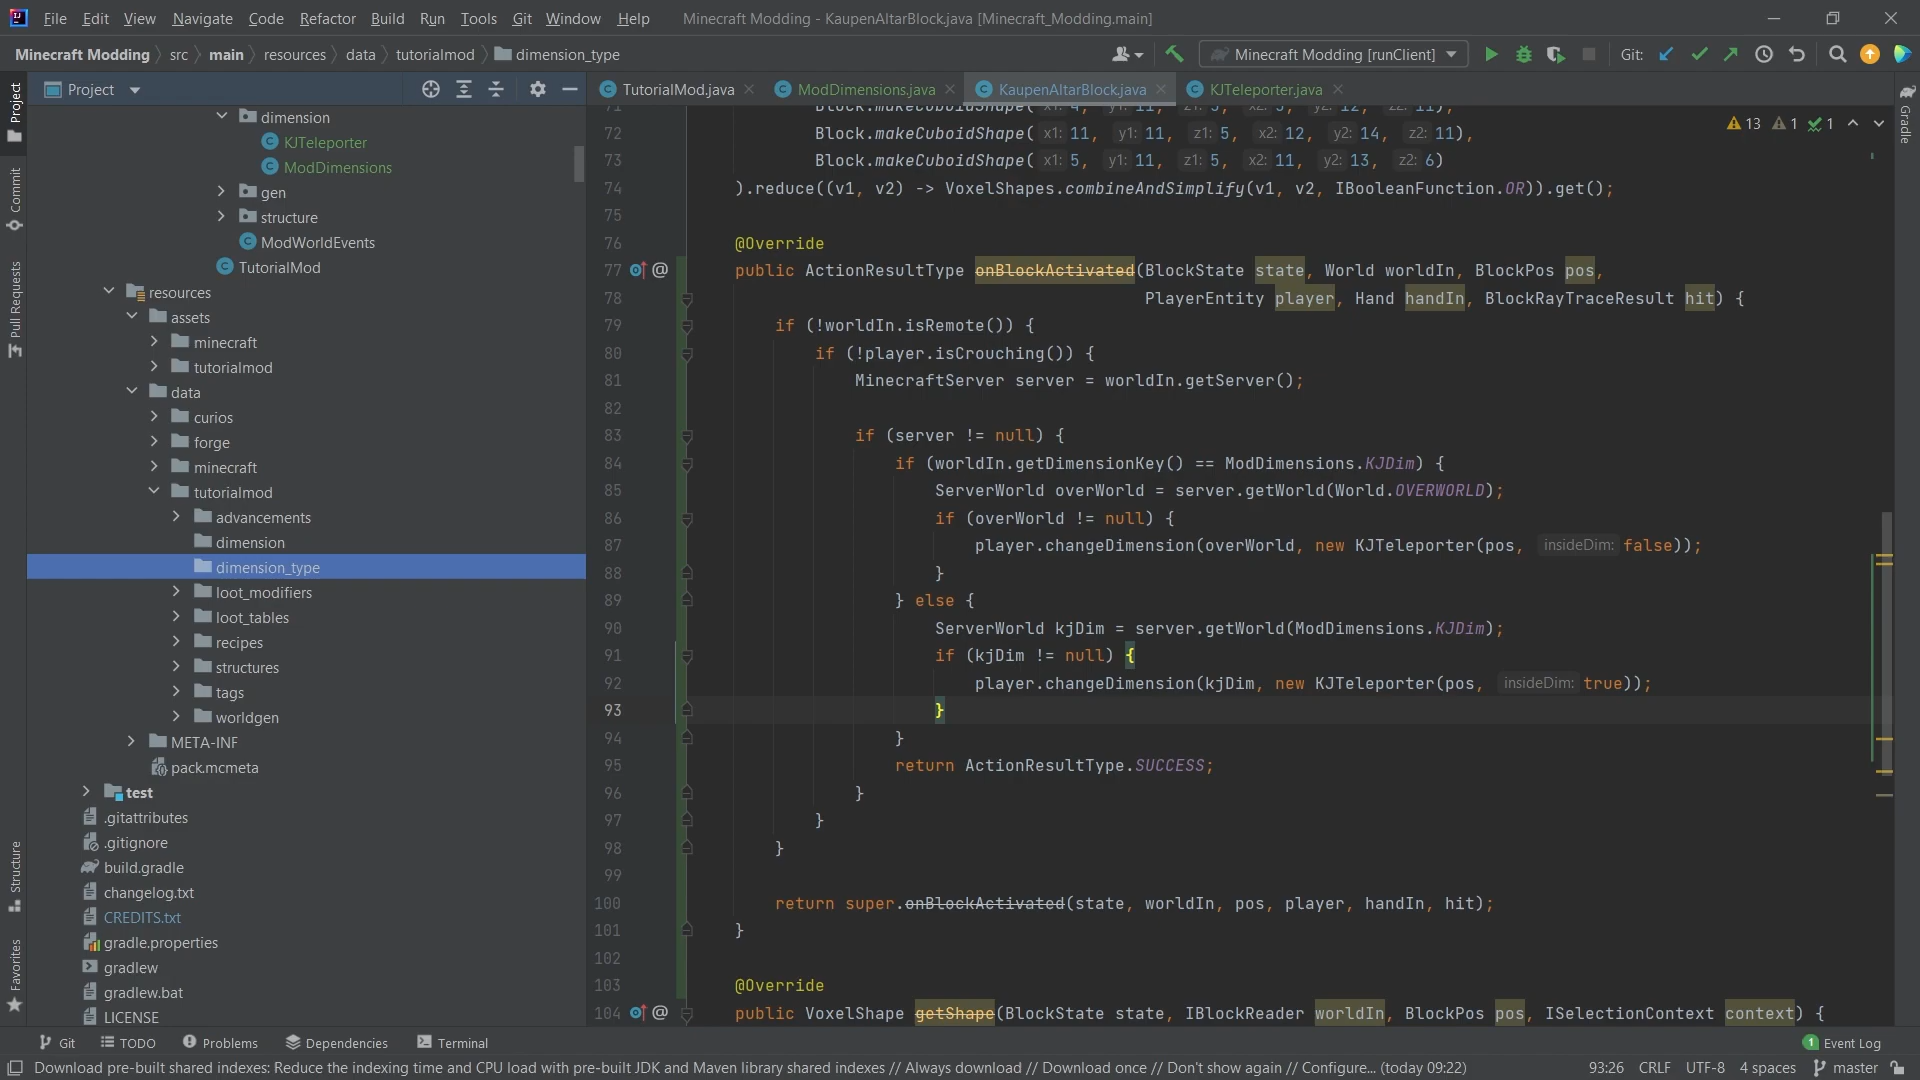 File Edit View Navigate Code Refactor Build Run Tools Git Window Help Minecraft Modding - KaupenAltarBlock.java [Minecraft_Modding.main]
Minecraft Modding src main resources data tutorialmod dimension_type Minecraft Modding [runClient] Git:
Project TutorialMod.java ModDimensions.java KaupenAltarBlock.java KJTeleporter.java
Project
Commit
Pull Requests
Structure
Favorites
Gradle
dimension
KJTeleporter
ModDimensions
gen
structure
ModWorldEvents
TutorialMod
resources
assets
minecraft
tutorialmod
data
curios
forge
minecraft
tutorialmod
advancements
dimension
dimension_type
loot_modifiers
loot_tables
recipes
structures
tags
worldgen
META-INF
pack.mcmeta
test
.gitattributes
.gitignore
build.gradle
changelog.txt
CREDITS.txt
gradle.properties
gradlew
gradlew.bat
LICENSE
13 1 1
72 Block.makeCuboidShape( x1: 11, y1: 11, z1: 5, x2: 12, y2: 14, z2: 11),
73 Block.makeCuboidShape( x1: 5, y1: 11, z1: 5, x2: 11, y2: 13, z2: 6)
74 ).reduce((v1, v2) -> VoxelShapes.combineAndSimplify(v1, v2, IBooleanFunction.OR)).get();
75
76 @Override
77 @ public ActionResultType onBlockActivated(BlockState state, World worldIn, BlockPos pos,
78 PlayerEntity player, Hand handIn, BlockRayTraceResult hit) {
79 if (!worldIn.isRemote()) {
80 if (!player.isCrouching()) {
81 MinecraftServer server = worldIn.getServer();
82
83 if (server != null) {
84 if (worldIn.getDimensionKey() == ModDimensions.KJDim) {
85 ServerWorld overWorld = server.getWorld(World.OVERWORLD);
86 if (overWorld != null) {
87 player.changeDimension(overWorld, new KJTeleporter(pos, insideDim: false));
88 }
89 } else {
90 ServerWorld kjDim = server.getWorld(ModDimensions.KJDim);
91 if (kjDim != null) {
92 player.changeDimension(kjDim, new KJTeleporter(pos, insideDim: true));
93 }
94 }
95 return ActionResultType.SUCCESS;
96 }
97 }
98 }
99
100 return super.onBlockActivated(state, worldIn, pos, player, handIn, hit);
101 }
102
103 @Override
104 @ public VoxelShape getShape(BlockState state, IBlockReader worldIn, BlockPos pos, ISelectionContext context) {
Git TODO Problems Dependencies Terminal 1 Event Log
Download pre-built shared indexes: Reduce the indexing time and CPU load with pre-built JDK and Maven library shared indexes // Always download // Download once // Don't show again // Configure... (today 09:22) 93:26 CRLF UTF-8 4 spaces master